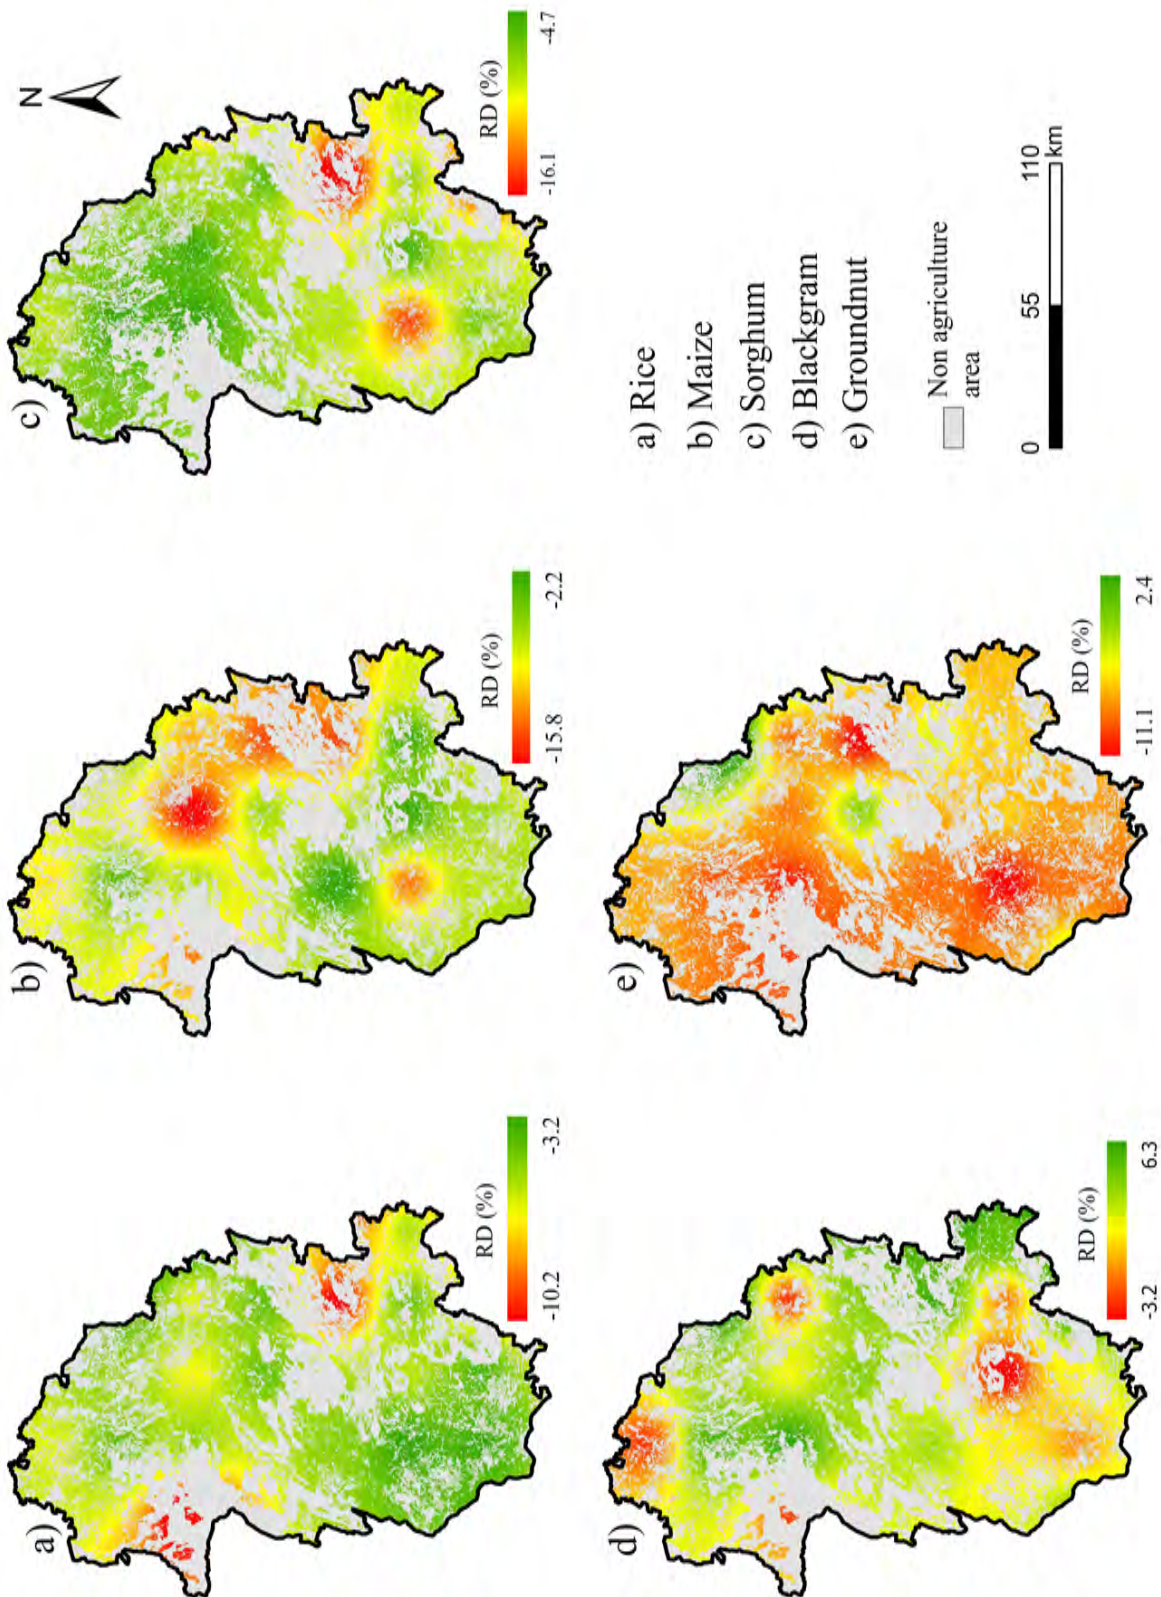 a)
RD (%)
-10.2
-3.2
b)
RD (%)
-15.8
-2.2
c)
N
RD (%)
-16.1
-4.7
d)
RD (%)
-3.2
6.3
e)
RD (%)
-11.1
2.4
a) Rice
b) Maize
c) Sorghum
d) Blackgram
e) Groundnut
Non agriculture
area
0
55
110
km